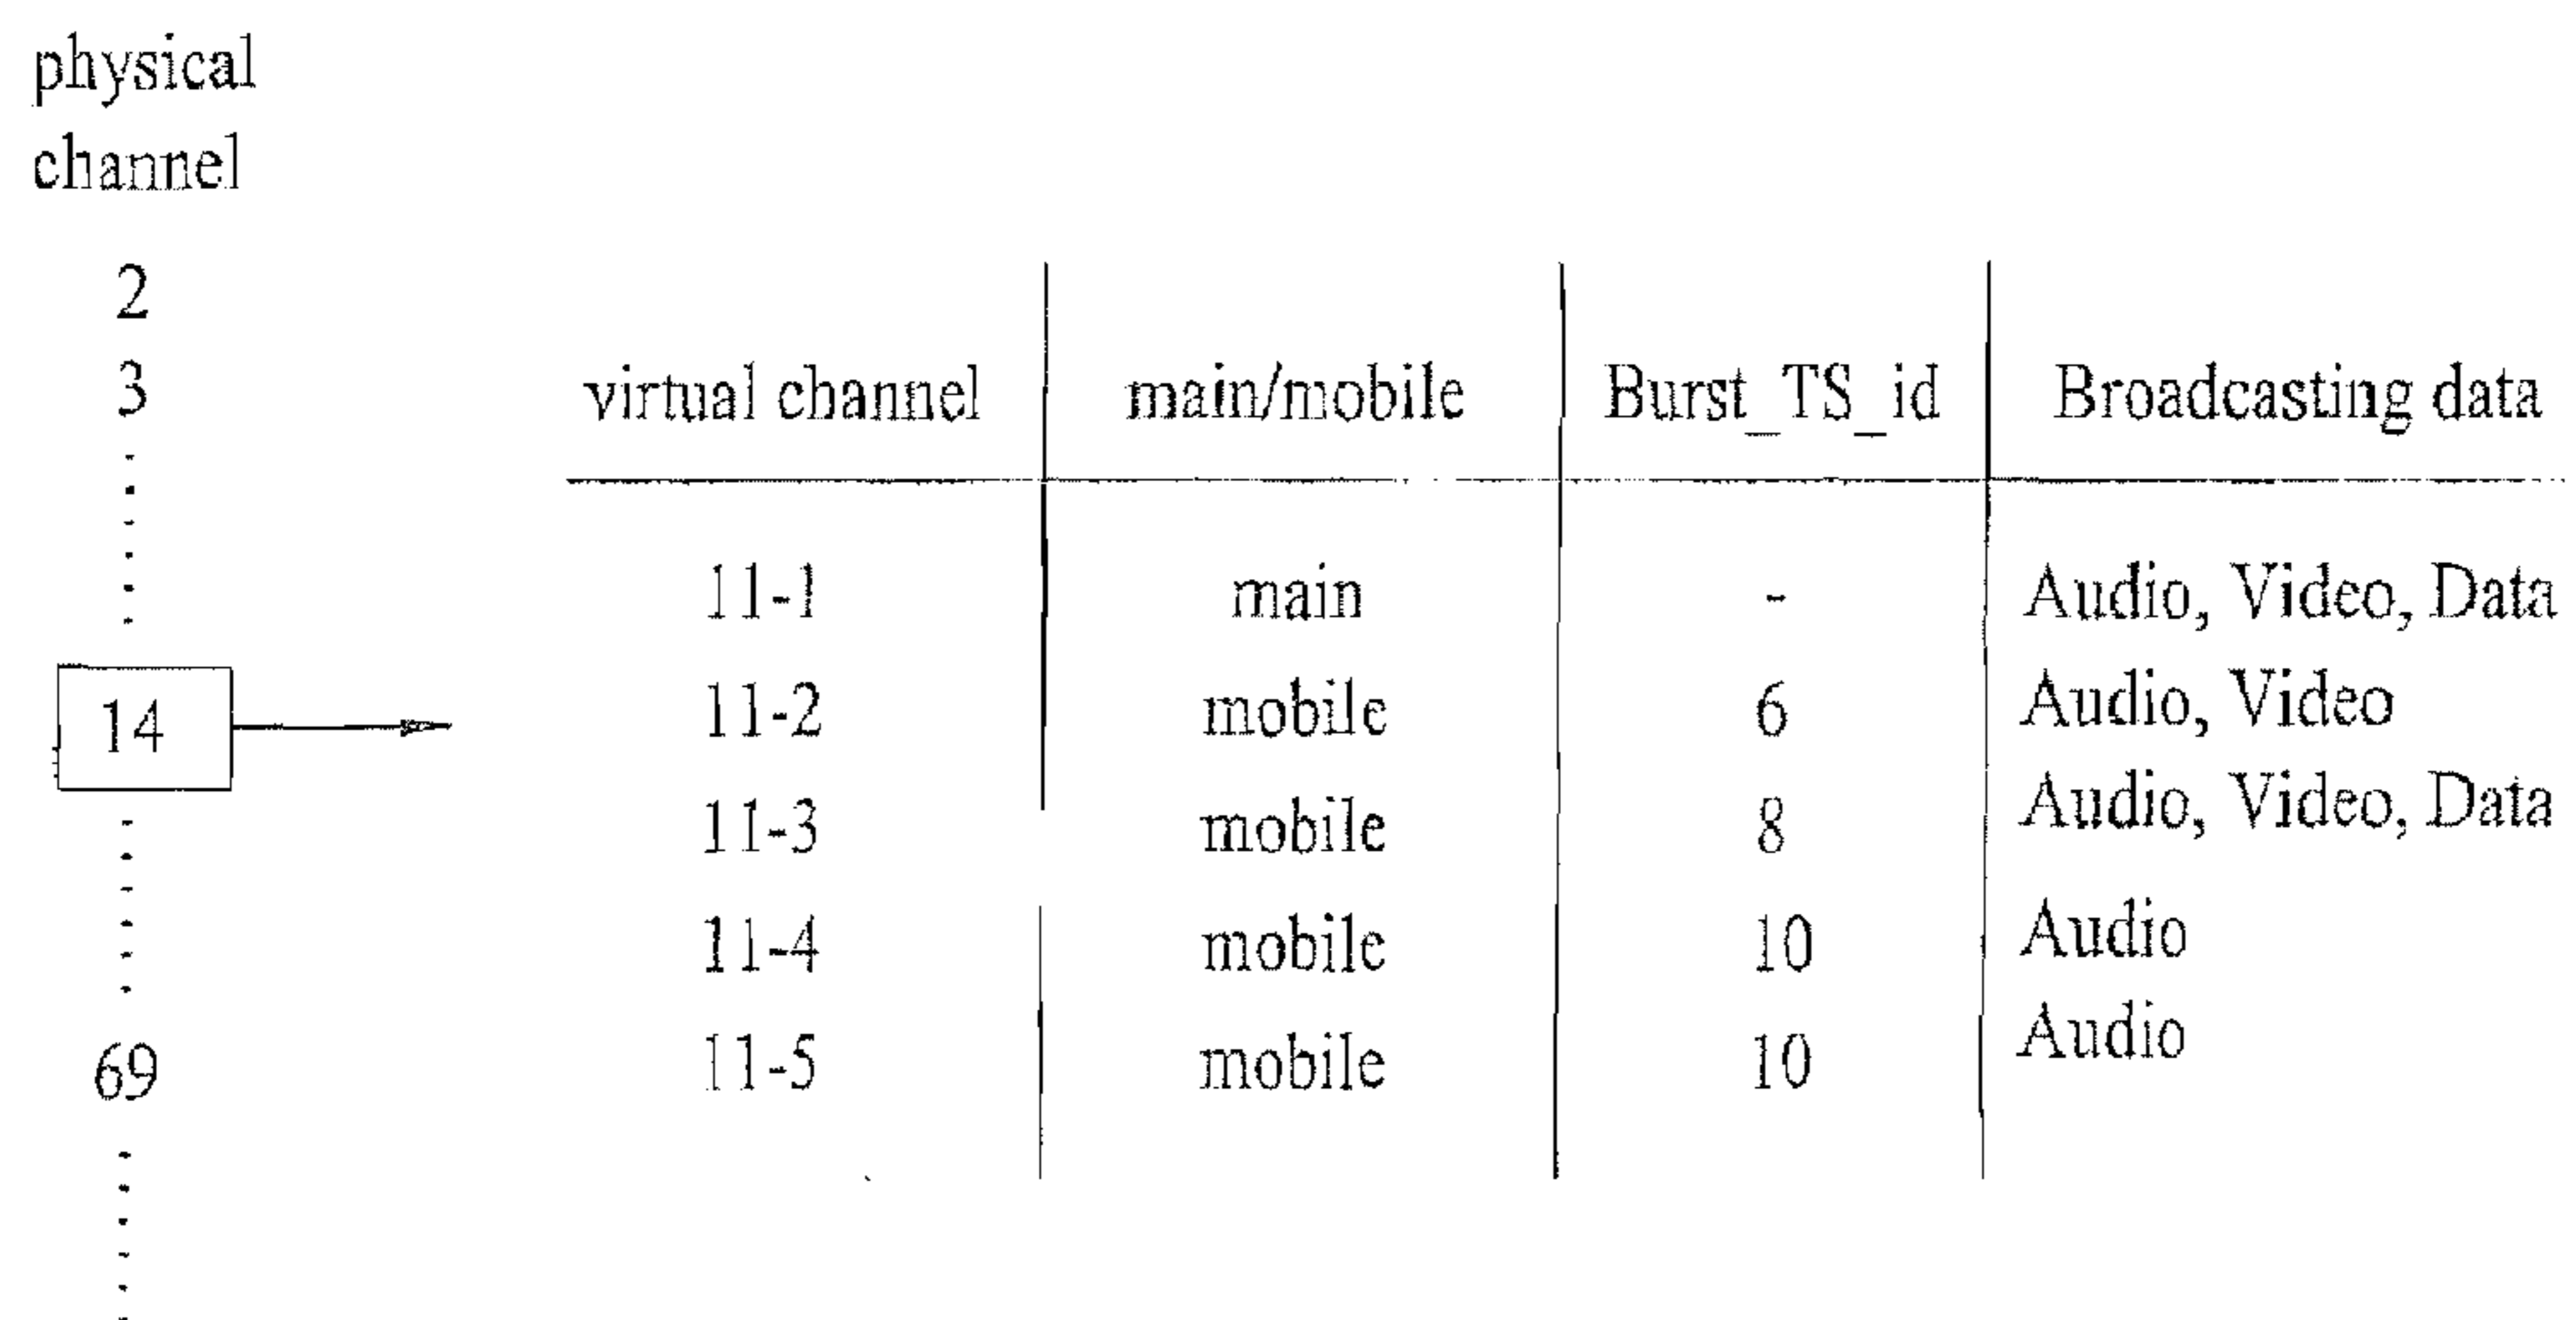 physical
channel
2
3
14
69
virtual channel main/mobile Burst_TS_id Broadcasting data
11-1 main - Audio, Video, Data
11-2 mobile 6 Audio, Video
11-3 mobile 8 Audio, Video, Data
11-4 mobile 10 Audio
11-5 mobile 10 Audio